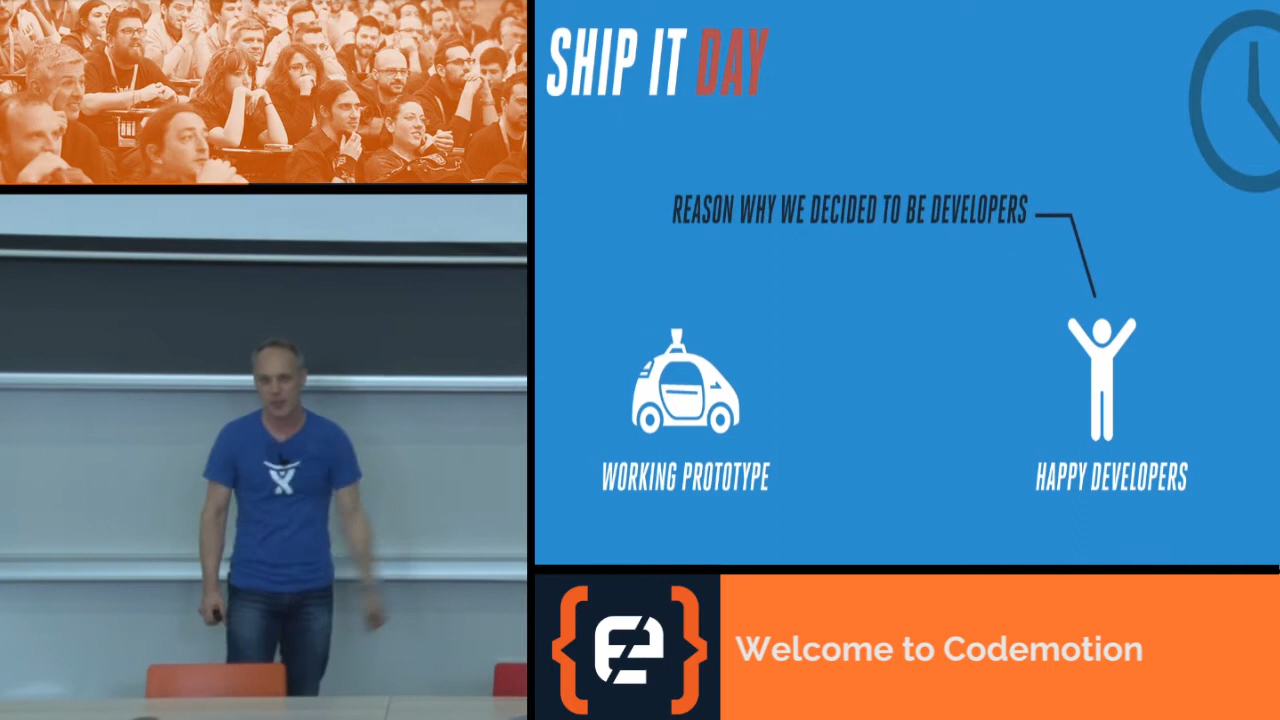 SHIP IT DAY
REASON WHY WE DECIDED TO BE DEVELOPERS
WORKING PROTOTYPE
HAPPY DEVELOPERS
Welcome to Codemotion